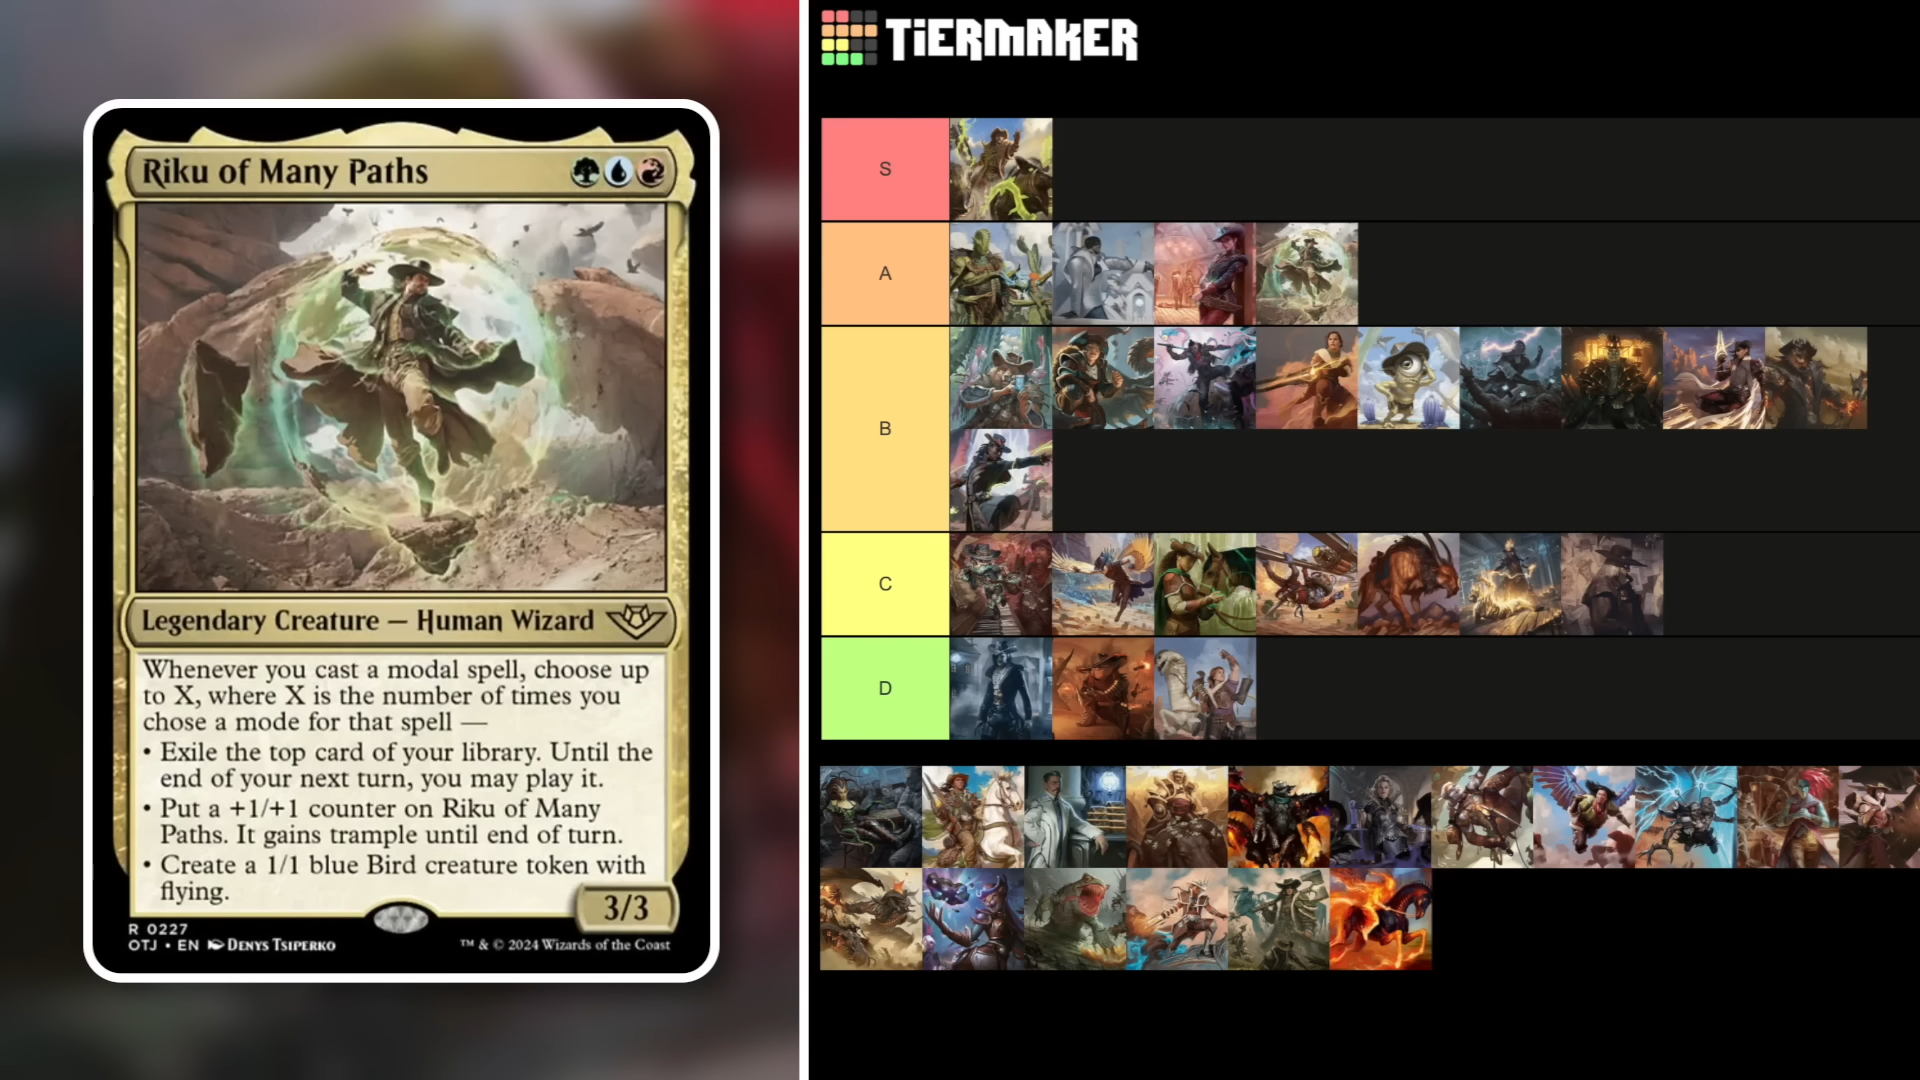 Riku of Many Paths
Legendary Creature — Human Wizard
Whenever you cast a modal spell, choose up
to X, where X is the number of times you
chose a mode for that spell —
• Exile the top card of your library. Until the
end of your next turn, you may play it.
• Put a +1/+1 counter on Riku of Many
Paths. It gains trample until end of turn.
• Create a 1/1 blue Bird creature token with
flying.
3/3
R 0227
OTJ • EN DENYS TSIPERKO
™ & © 2024 Wizards of the Coast
TIERMAKER
S
A
B
C
D